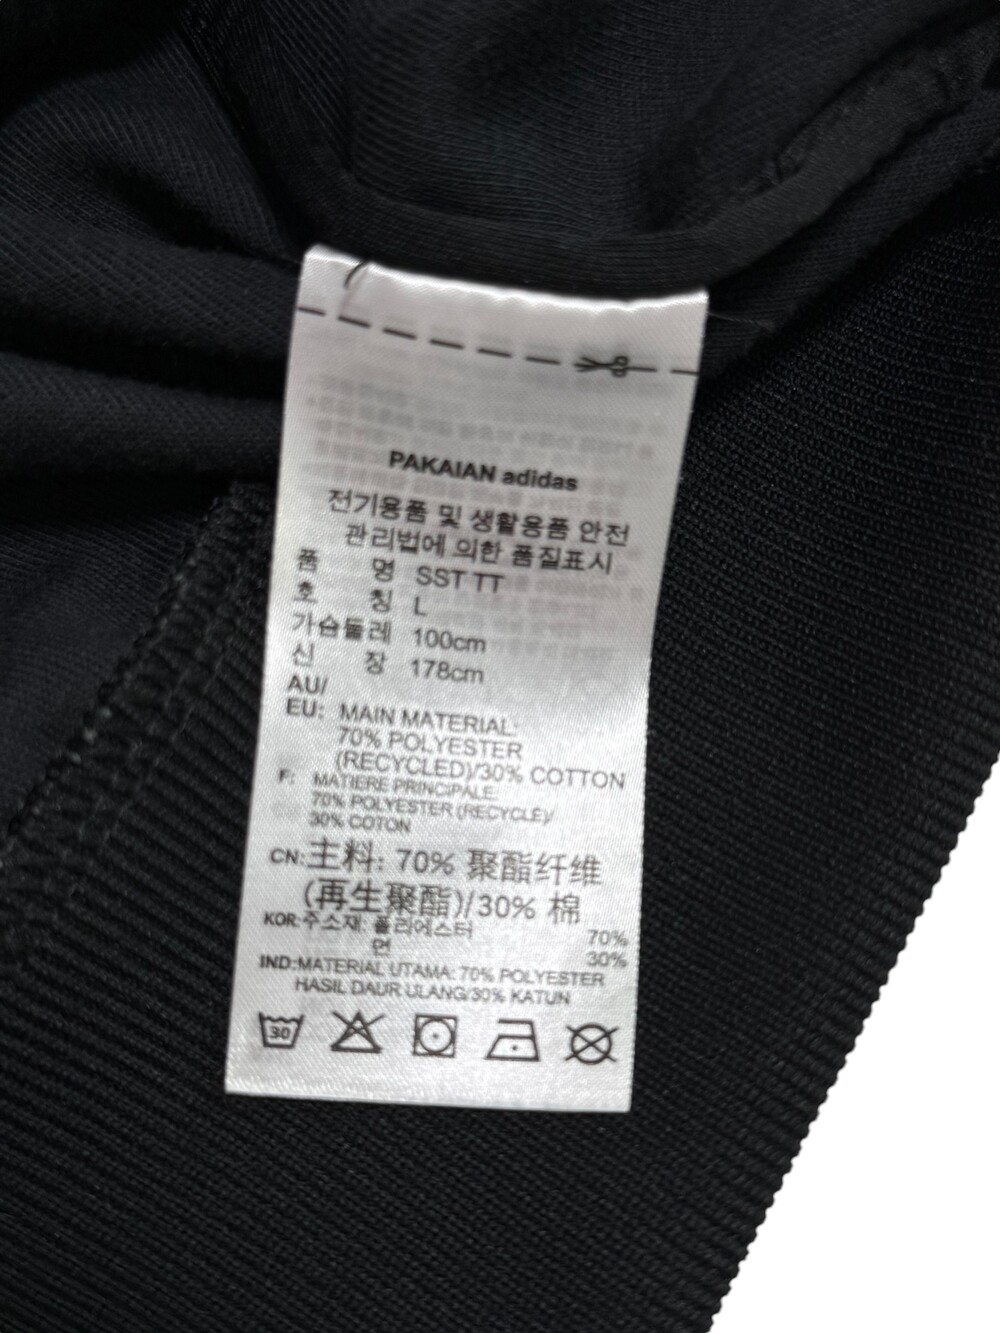 PAKAIAN adidas
전기용품 및 생활용품 안전
관리법에 의한 품질표시
품 명 SST TT
호 칭 L
가슴둘레 100cm
신 장 178cm
AU/
EU: MAIN MATERIAL:
70% POLYESTER
(RECYCLED)/30% COTTON
F: MATIERE PRINCIPALE:
70% POLYESTER (RECYCLÉ)/
30% COTON
CN:主料: 70% 聚酯纤维
(再生聚酯)/30% 棉
KOR:주소재: 폴리에스터 70%
면 30%
IND:MATERIAL UTAMA: 70% POLYESTER
HASIL DAUR ULANG/30% KATUN
30